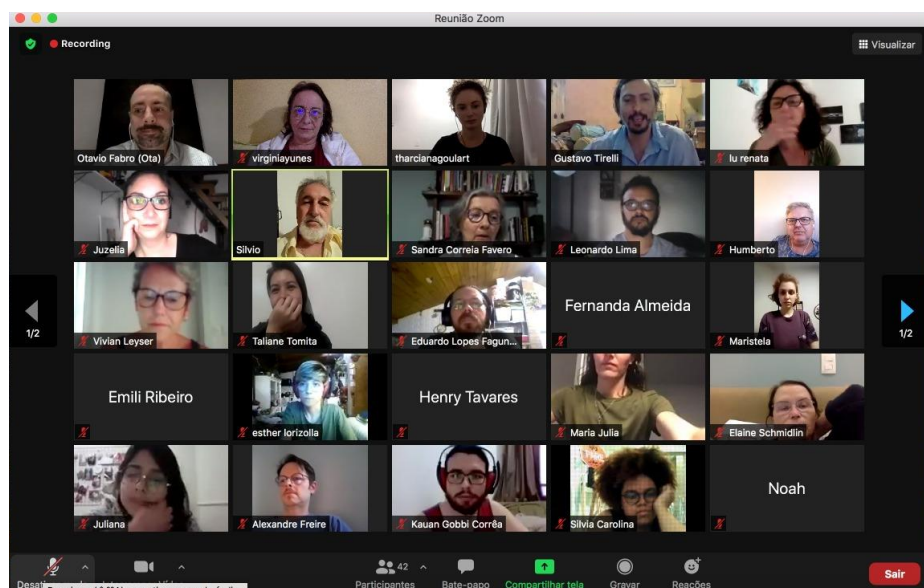 Reunião Zoom
Recording
Visualizar
Otavio Fabro (Ota)
virginiayunes
tharcianagoulart
Gustavo Tirelli
lu renata
Juzelia
Silvio
Sandra Correia Favero
Leonardo Lima
Humberto
Vivian Leyser
Taliane Tomita
Eduardo Lopes Fagun...
Fernanda Almeida
Maristela
1/2
1/2
Emili Ribeiro
esther lorizolla
Henry Tavares
Maria Julia
Elaine Schmidlin
Juliana
Alexandre Freire
Kauan Gobbi Corrêa
Silvia Carolina
Noah
42
Participantes
Bate-papo
Compartilhar tela
Gravar
Reações
Sair